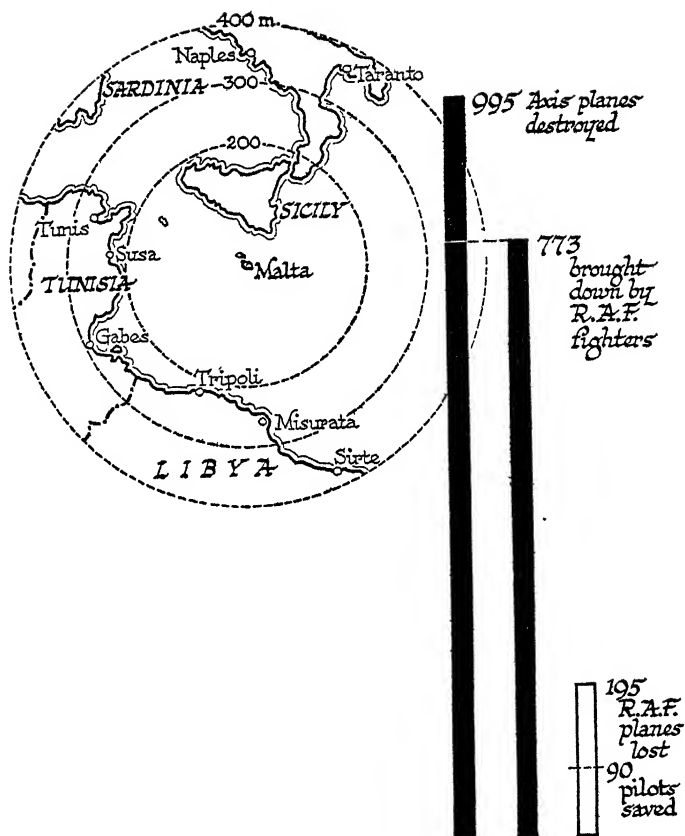 400 m.
Naples
Taranto
SARDINIA
300
995 Axis planes
destroyed
200
SICILY
Tunis
Susa
Malta
773
brought
down by
R.A.F.
fighters
TUNISIA
Gabes
Tripoli
Misurata
LIBYA
Sirte
195
R.A.F.
planes
lost
90
pilots
saved